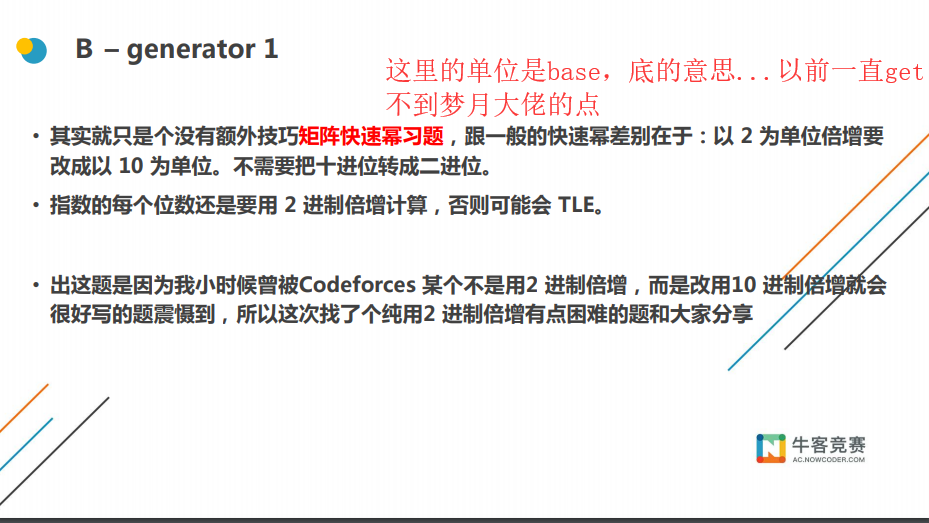 B – generator 1
这里的单位是base，底的意思...以前一直get
不到梦月大佬的点
• 其实就只是个没有额外技巧矩阵快速幂习题，跟一般的快速幂差别在于：以 2 为单位倍增要
改成以 10 为单位。不需要把十进位转成二进位。
• 指数的每个位数还是要用 2 进制倍增计算，否则可能会 TLE。
• 出这题是因为我小时候曾被Codeforces 某个不是用2 进制倍增，而是改用10 进制倍增就会
很好写的题震慑到，所以这次找了个纯用2 进制倍增有点困难的题和大家分享
牛客竞赛
AC.NOWCODER.COM